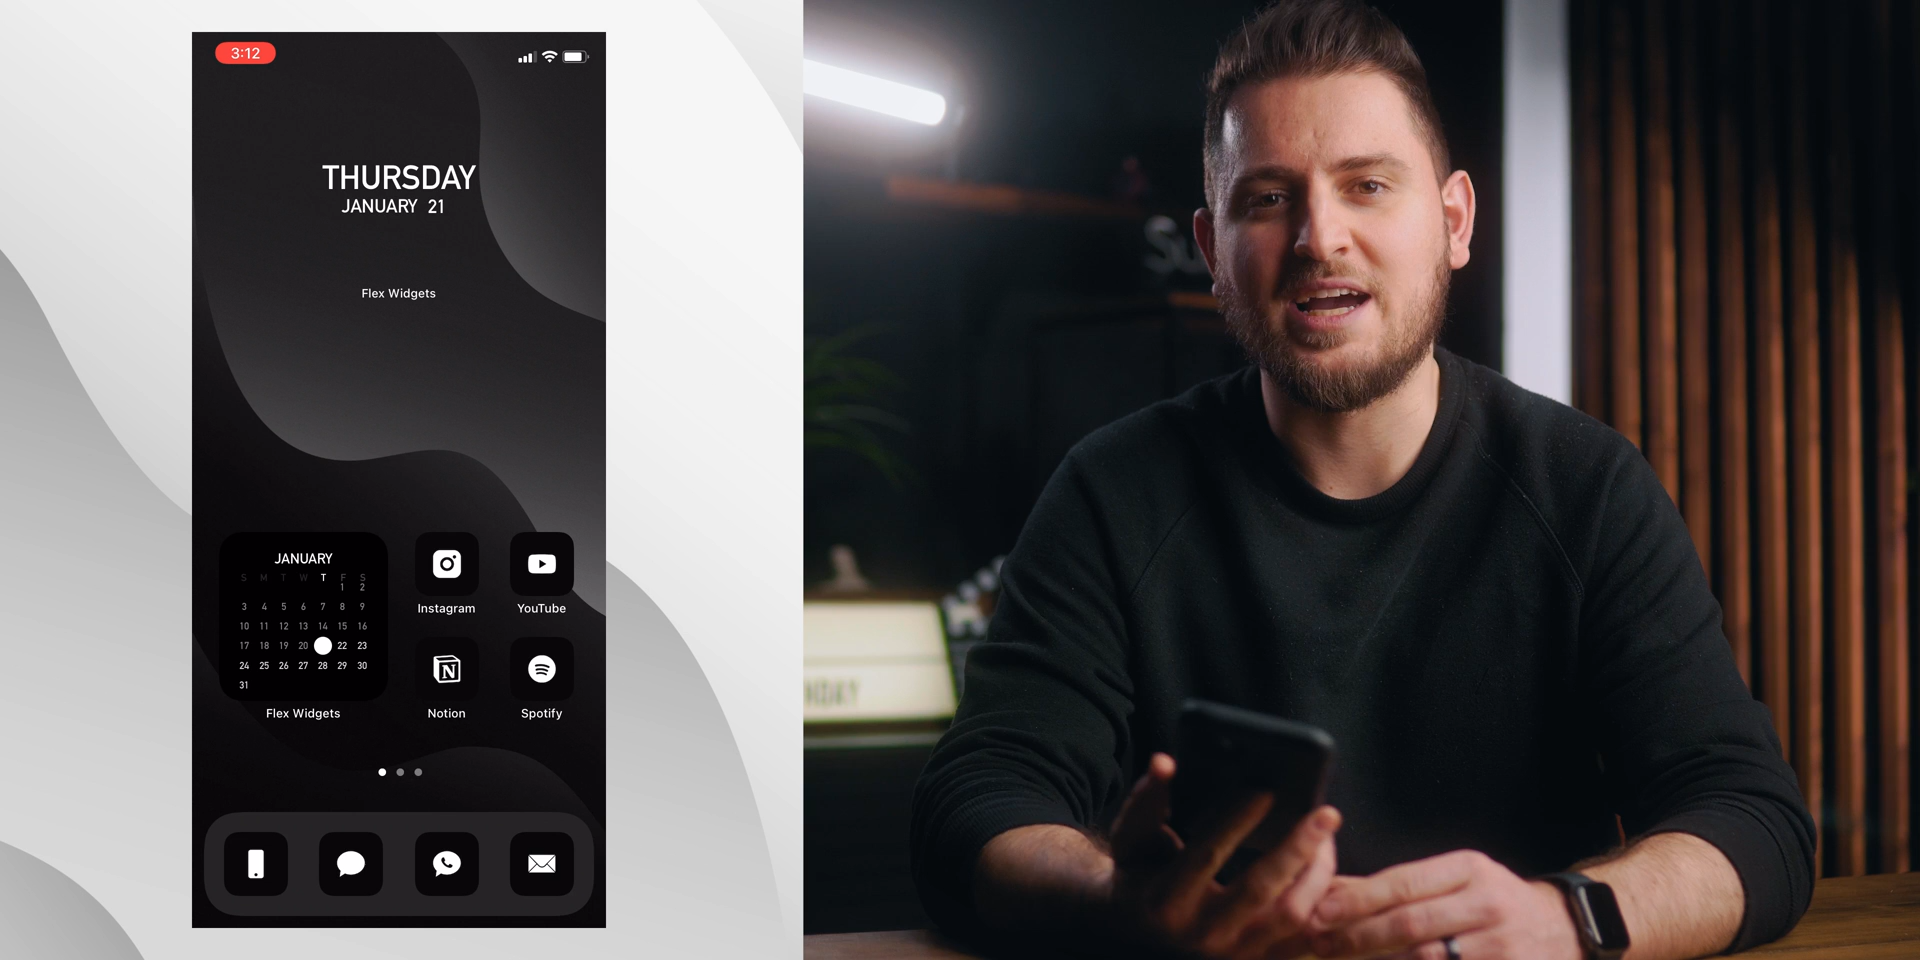 3:12
THURSDAY
JANUARY 21
Flex Widgets
JANUARY
S M T W T F S
1 2
3 4 5 6 7 8 9
10 11 12 13 14 15 16
17 18 19 20 22 23
24 25 26 27 28 29 30
31
Flex Widgets
Instagram
YouTube
N
Notion
Spotify